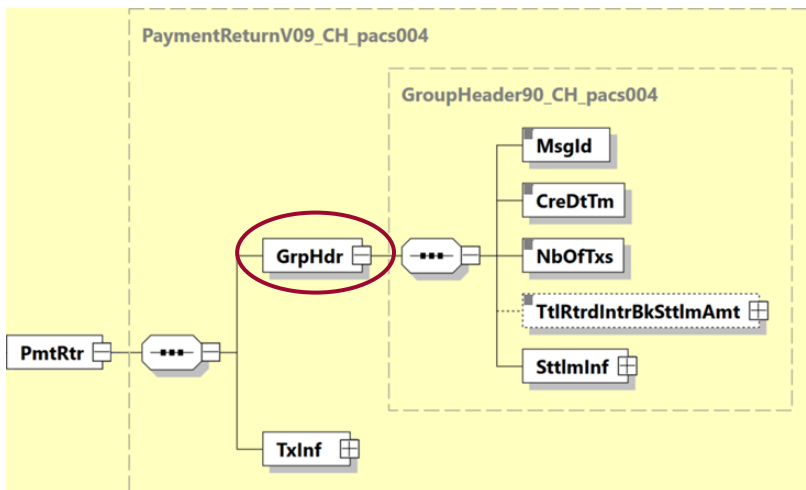 PaymentReturnV09_CH_pacs004
GroupHeader90_CH_pacs004
MsgId
CreDtTm
GrpHdr
NbOfTxs
TtlRtrdIntrBkSttlmAmt
PmtRtr
SttlmInf
TxInf